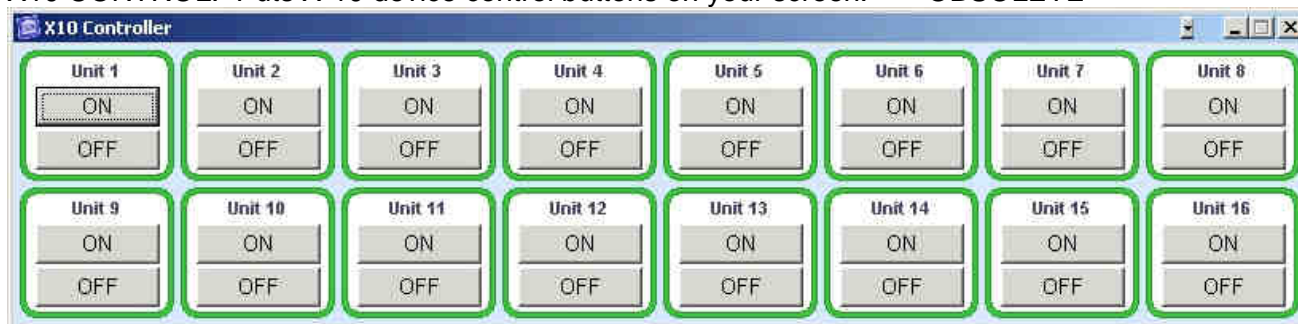 X10 Controller
Unit 1 Unit 2 Unit 3 Unit 4 Unit 5 Unit 6 Unit 7 Unit 8
ON ON ON ON ON ON ON ON
OFF OFF OFF OFF OFF OFF OFF OFF
Unit 9 Unit 10 Unit 11 Unit 12 Unit 13 Unit 14 Unit 15 Unit 16
ON ON ON ON ON ON ON ON
OFF OFF OFF OFF OFF OFF OFF OFF